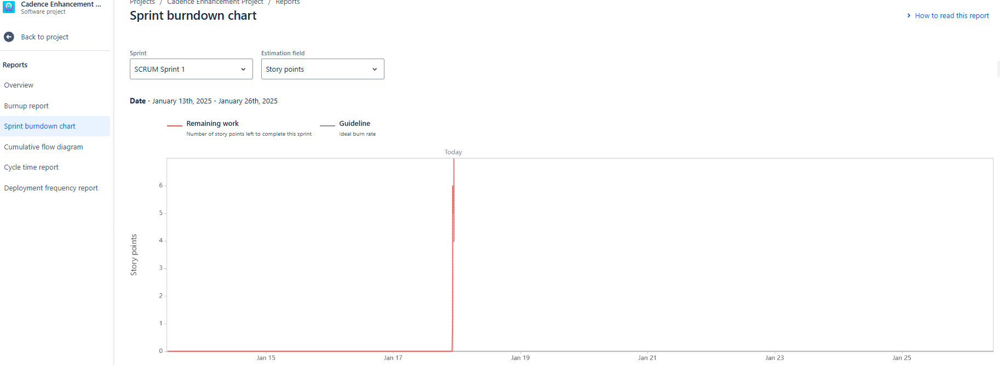 Cadence Enhancement ...
Software project
Back to project
Reports
Overview
Burnup report
Sprint burndown chart
Cumulative flow diagram
Cycle time report
Deployment frequency report
Projects / Cadence Enhancement Project / Reports
Sprint burndown chart
How to read this report
Sprint
SCRUM Sprint 1
Estimation field
Story points
Date - January 13th, 2025 - January 26th, 2025
Remaining work
Number of story points left to complete this sprint
Guideline
Ideal burn rate
Today
Story points
6
5
4
3
2
1
0
Jan 15
Jan 17
Jan 19
Jan 21
Jan 23
Jan 25